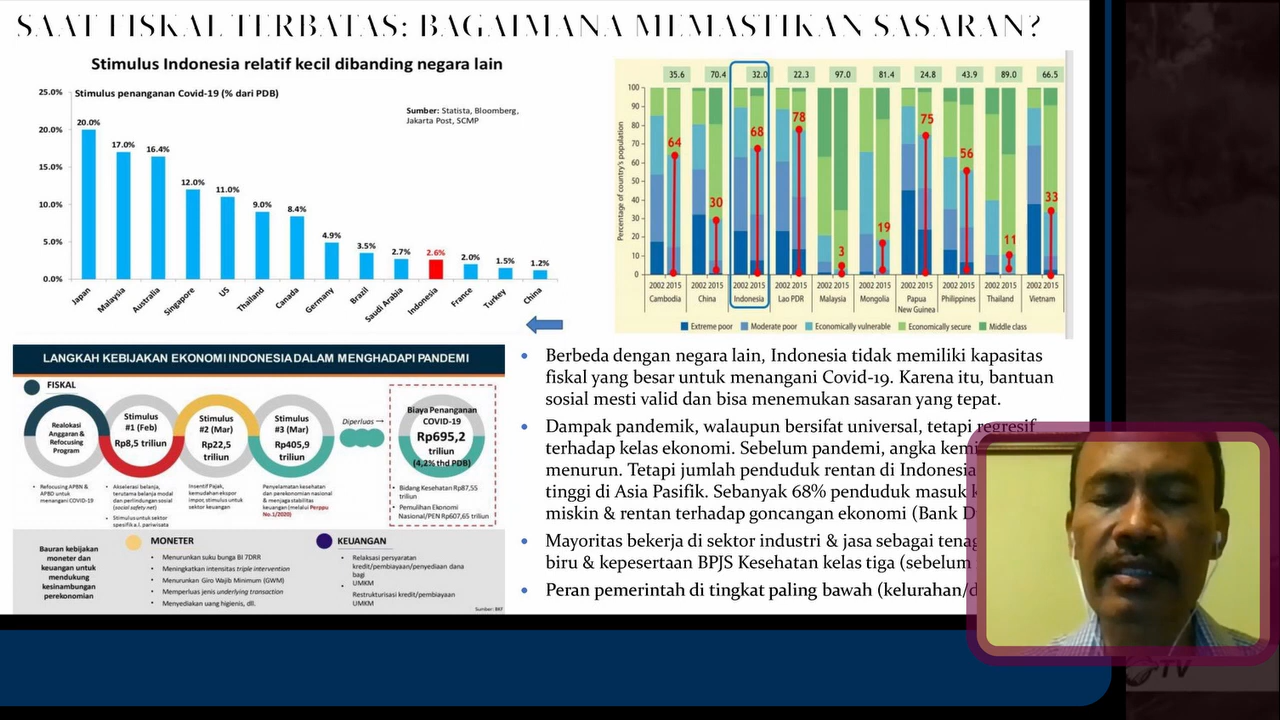 SAAT FISKAL TERBATAS: BAGAIMANA MEMASTIKAN SASARAN?
Stimulus Indonesia relatif kecil dibanding negara lain
Stimulus penanganan Covid-19 (% dari PDB)
Sumber: Statista, Bloomberg,
Jakarta Post, SCMP
25.0%
20.0%
15.0%
10.0%
5.0%
0.0%
20.0%
17.0%
16.4%
12.0%
11.0%
9.0%
8.4%
4.9%
3.5%
2.7%
2.6%
2.0%
1.5%
1.2%
Japan
Malaysia
Australia
Singapore
US
Thailand
Canada
Germany
Brazil
Saudi Arabia
Indonesia
France
Turkey
China
35.6 70.4 32.0 22.3 97.0 81.4 24.8 43.9 89.0 66.5
Percentage of country's population
100
90
80
70
60
50
40
30
20
10
0
64
30
68
78
3
19
75
56
11
33
2002 2015 2002 2015 2002 2015 2002 2015 2002 2015 2002 2015 2002 2015 2002 2015 2002 2015 2002 2015
Cambodia China Indonesia Lao PDR Malaysia Mongolia Papua New Guinea Philippines Thailand Vietnam
Extreme poor Moderate poor Economically vulnerable Economically secure Middle class
LANGKAH KEBIJAKAN EKONOMI INDONESIA DALAM MENGHADAPI PANDEMI
FISKAL
Realokasi
Anggaran &
Refocusing
Program
Stimulus
#1 (Feb)
Rp8,5 triliun
Stimulus
#2 (Mar)
Rp22,5
triliun
Stimulus
#3 (Mar)
Rp405,9
triliun
Diperluas →
Biaya Penanganan
COVID-19
Rp695,2
triliun
(4,2% thd PDB)
• Refocusing APBN &
APBD untuk
menangani COVID-19
• Akselerasi belanja,
terutama belanja modal
dan perlindungan sosial
(social safety net)
• Stimulus untuk sektor
spesifik a.l. pariwisata
Insentif Pajak,
kemudahan ekspor
impor, stimulus untuk
sektor keuangan
Penyelamatan kesehatan
dan perekonomian nasional
& menjaga stabilitas
keuangan (melalui Perppu
No.1/2020)
• Bidang Kesehatan Rp87,55
triliun
• Pemulihan Ekonomi
Nasional/PEN Rp607,65 triliun
Bauran kebijakan
moneter dan
keuangan untuk
mendukung
kesinambungan
perekonomian
MONETER
• Menurunkan suku bunga BI 7DRR
• Meningkatkan intensitas triple intervention
• Menurunkan Giro Wajib Minimum (GWM)
• Memperluas jenis underlying transaction
• Menyediakan uang higienis, dll.
KEUANGAN
• Relaksasi persyaratan
kredit/pembiayaan/penyediaan dana
bagi
UMKM
Restrukturisasi kredit/pembiayaan
UMKM
Sumber: BKF
• Berbeda dengan negara lain, Indonesia tidak memiliki kapasitas
fiskal yang besar untuk menangani Covid-19. Karena itu, bantuan
sosial mesti valid dan bisa menemukan sasaran yang tepat.
• Dampak pandemik, walaupun bersifat universal, tetapi regresif
terhadap kelas ekonomi. Sebelum pandemi, angka kemi
menurun. Tetapi jumlah penduduk rentan di Indonesia
tinggi di Asia Pasifik. Sebanyak 68% penduduk masuk k
miskin & rentan terhadap goncangan ekonomi (Bank D
• Mayoritas bekerja di sektor industri & jasa sebagai tenag
biru & kepesertaan BPJS Kesehatan kelas tiga (sebelum
• Peran pemerintah di tingkat paling bawah (kelurahan/d
TV